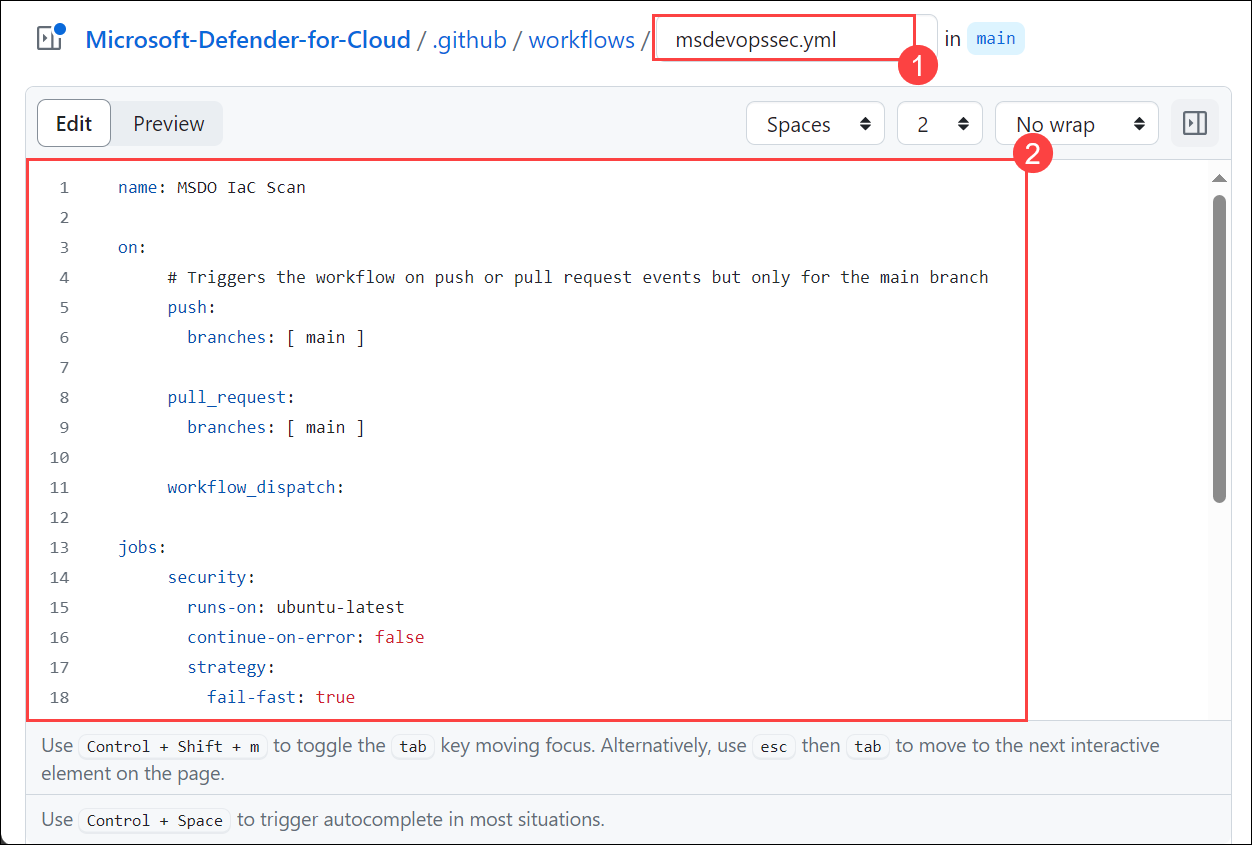 Microsoft-Defender-for-Cloud / .github / workflows / msdevopssec.yml in main
1
Edit Preview Spaces 2 No wrap
2
1 name: MSDO IaC Scan
2
3 on:
4 # Triggers the workflow on push or pull request events but only for the main branch
5 push:
6 branches: [ main ]
7
8 pull_request:
9 branches: [ main ]
10
11 workflow_dispatch:
12
13 jobs:
14 security:
15 runs-on: ubuntu-latest
16 continue-on-error: false
17 strategy:
18 fail-fast: true
Use Control + Shift + m to toggle the tab key moving focus. Alternatively, use esc then tab to move to the next interactive
element on the page.
Use Control + Space to trigger autocomplete in most situations.